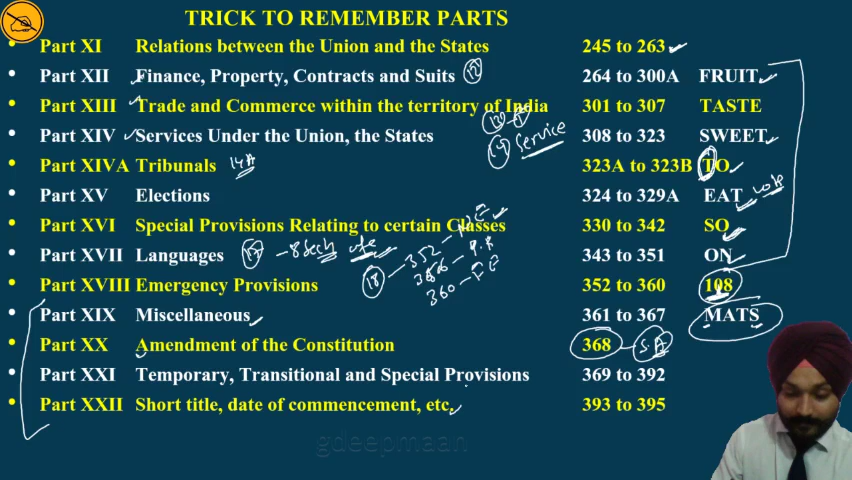 TRICK TO REMEMBER PARTS
• Part XI Relations between the Union and the States 245 to 263
• Part XII Finance, Property, Contracts and Suits 264 to 300A FRUIT
• Part XIII Trade and Commerce within the territory of India 301 to 307 TASTE
• Part XIV Services Under the Union, the States 308 to 323 SWEET
Service
• Part XIVA Tribunals 14A 323A to 323B TO
• Part XV Elections 324 to 329A EAT vote
• Part XVI Special Provisions Relating to certain Classes 330 to 342 SO
• Part XVII Languages 17 343 to 351 ON
18 - 352 - N E
356 - P.R
360 - F E
• Part XVIII Emergency Provisions 352 to 360 108
• Part XIX Miscellaneous 361 to 367 MATS
• Part XX Amendment of the Constitution 368 S.A
• Part XXI Temporary, Transitional and Special Provisions 369 to 392
• Part XXII Short title, date of commencement, etc. 393 to 395
gdeepmaan